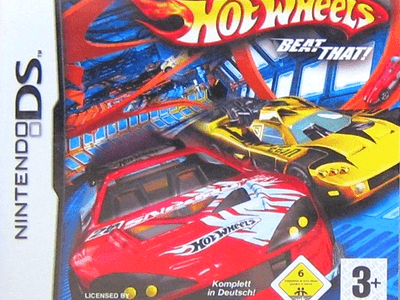 HOT WHEELS
BEAT THAT!
NINTENDO DS
HOT WHEELS
Komplett
in Deutsch!
LICENSED BY
6
3+